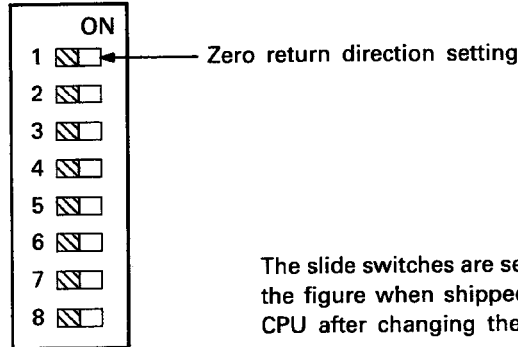 ON
1 Zero return direction setting
2
3
4
5
6
7
8
The slide switches are se
the figure when shipped
CPU after changing the